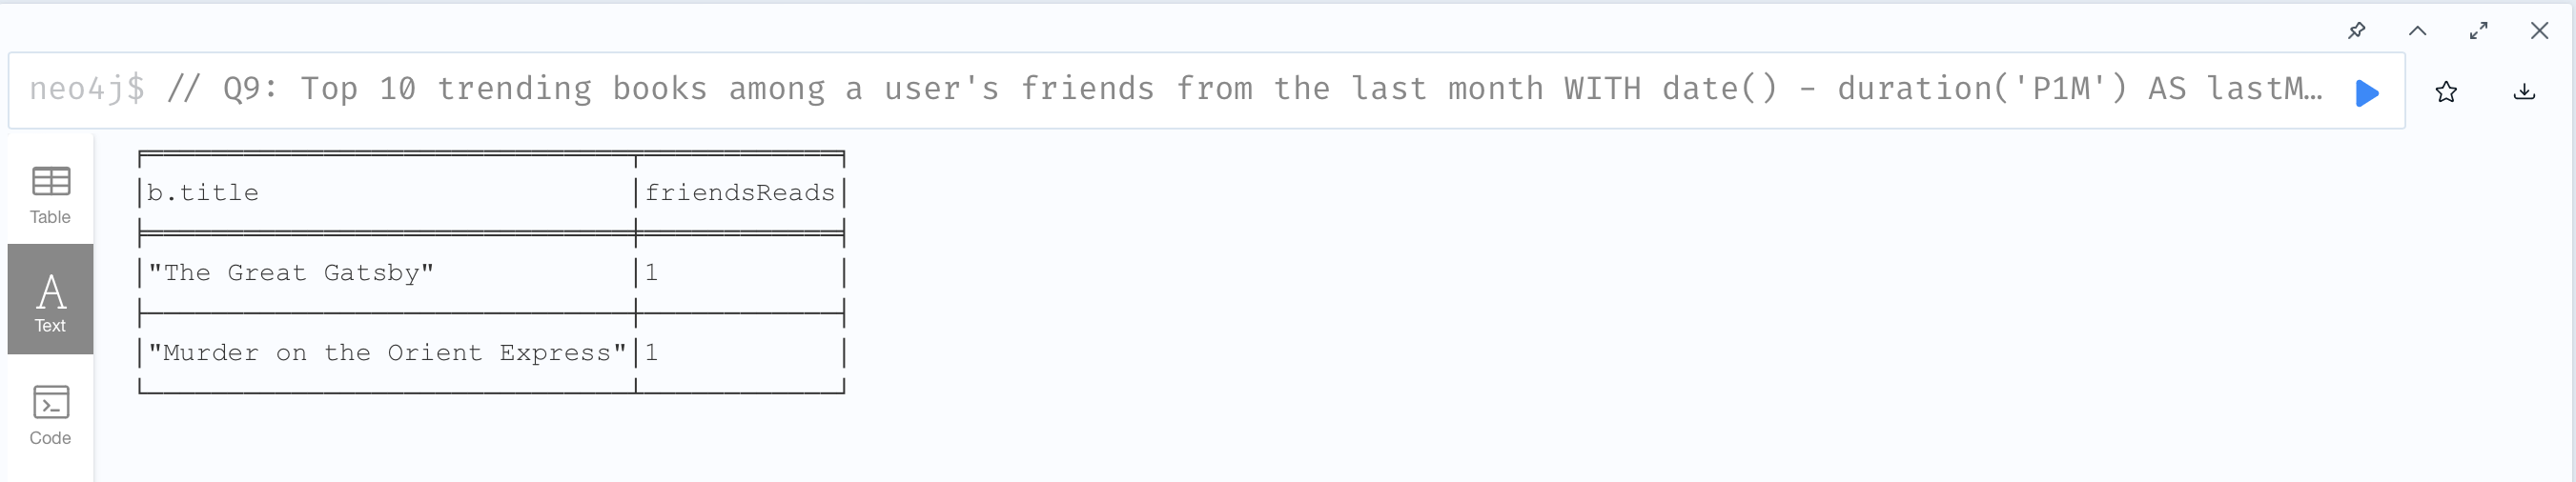 neo4j$ // Q9: Top 10 trending books among a user's friends from the last month WITH date() - duration('P1M') AS lastM…
Table
Text
Code
b.title friendsReads
"The Great Gatsby" 1
"Murder on the Orient Express" 1